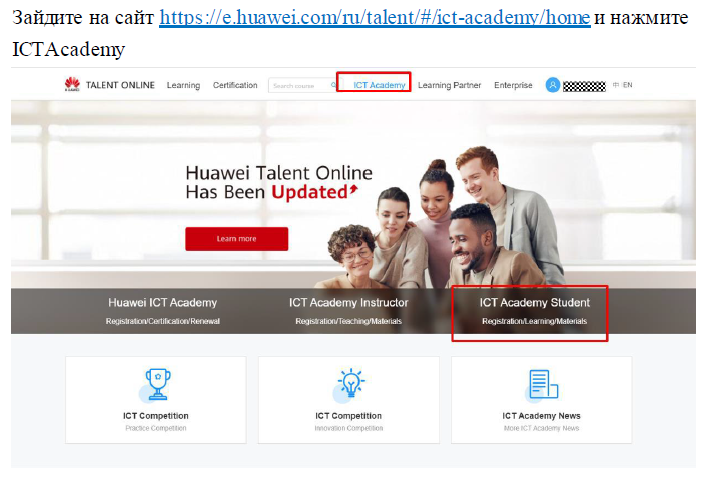 Зайдите на сайт https://e.huawei.com/ru/talent/#/ict-academy/home и нажмите
ICTAcademy
HUAWEI TALENT ONLINE Learning Certification Search course ICT Academy Learning Partner Enterprise 中 EN
Huawei Talent Online
Has Been Updated
Learn more
Huawei ICT Academy ICT Academy Instructor ICT Academy Student
Registration/Certification/Renewal Registration/Teaching/Materials Registration/Learning/Materials
ICT Competition ICT Competition ICT Academy News
Practice Competition Innovation Competition More ICT Academy News